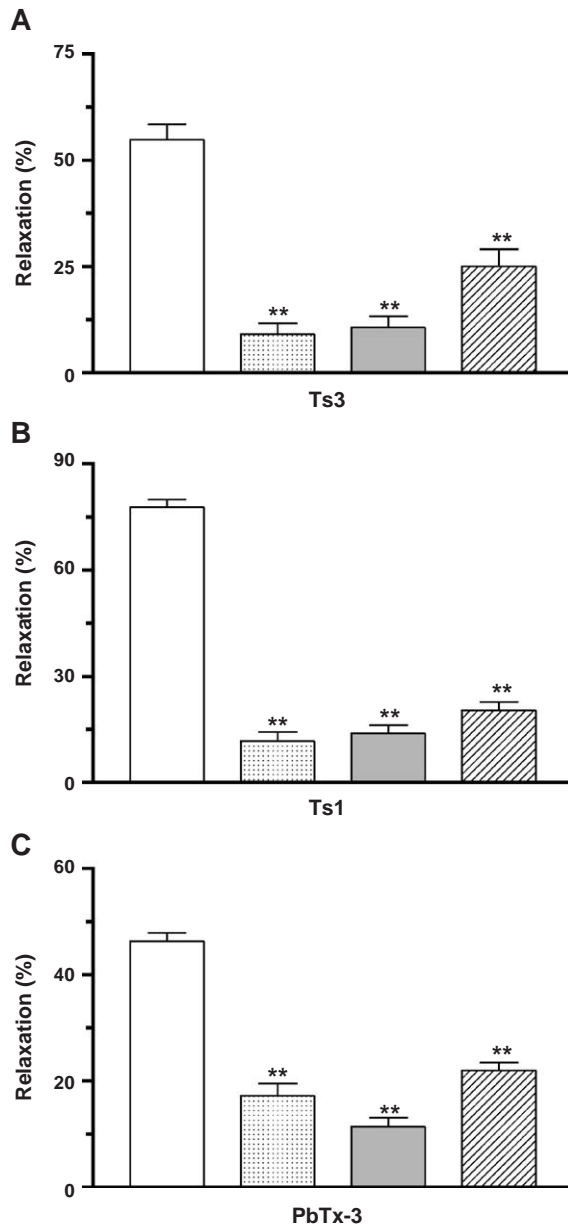 A
75
50
25
0
Relaxation (%)
**
**
**
Ts3
B
90
60
30
0
Relaxation (%)
**
**
**
Ts1
C
60
40
20
0
Relaxation (%)
**
**
**
PbTx-3